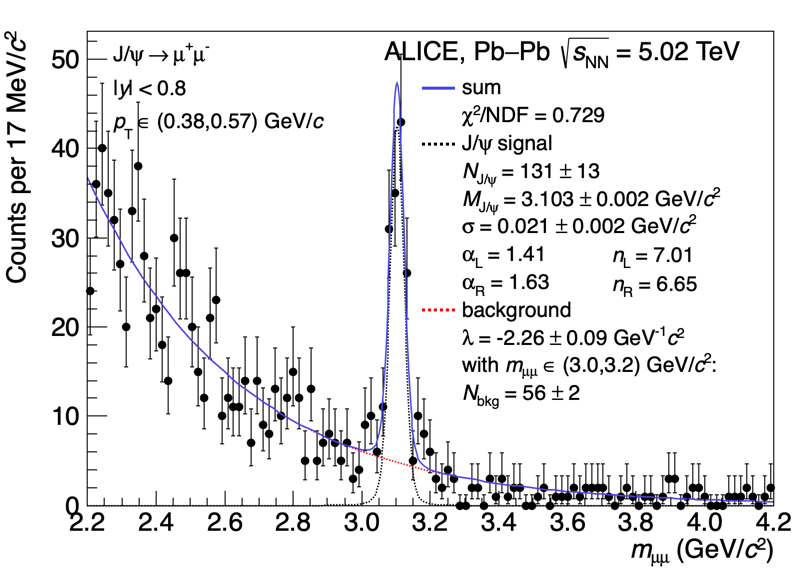 J/ψ → μ⁺μ⁻
|y| < 0.8
p_T ∈ (0.38,0.57) GeV/c
ALICE, Pb–Pb √s_NN = 5.02 TeV
sum
χ²/NDF = 0.729
J/ψ signal
N_J/ψ = 131 ± 13
M_J/ψ = 3.103 ± 0.002 GeV/c²
σ = 0.021 ± 0.002 GeV/c²
α_L = 1.41 n_L = 7.01
α_R = 1.63 n_R = 6.65
background
λ = -2.26 ± 0.09 GeV⁻¹c²
with m_μμ ∈ (3.0,3.2) GeV/c²:
N_bkg = 56 ± 2
Counts per 17 MeV/c²
50
40
30
20
10
0
2.2 2.4 2.6 2.8 3.0 3.2 3.4 3.6 3.8 4.0 4.2
m_μμ (GeV/c²)